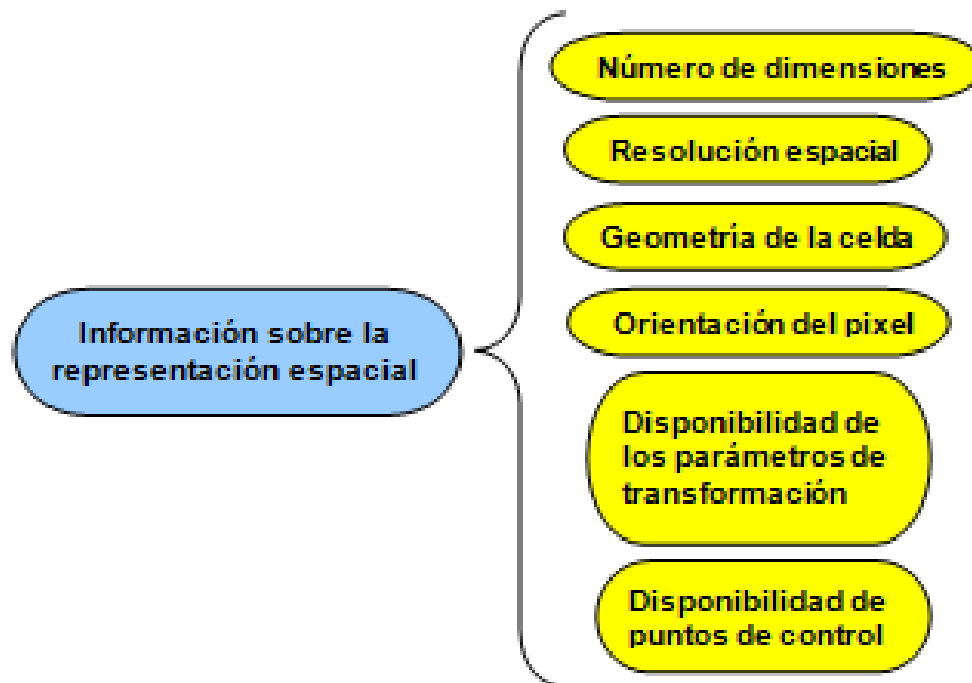 Número de dimensiones
Resolución espacial
Geometría de la celda
Orientación del pixel
Información sobre la
representación espacial
Disponibilidad de
los parámetros de
transformación
Disponibilidad de
puntos de control